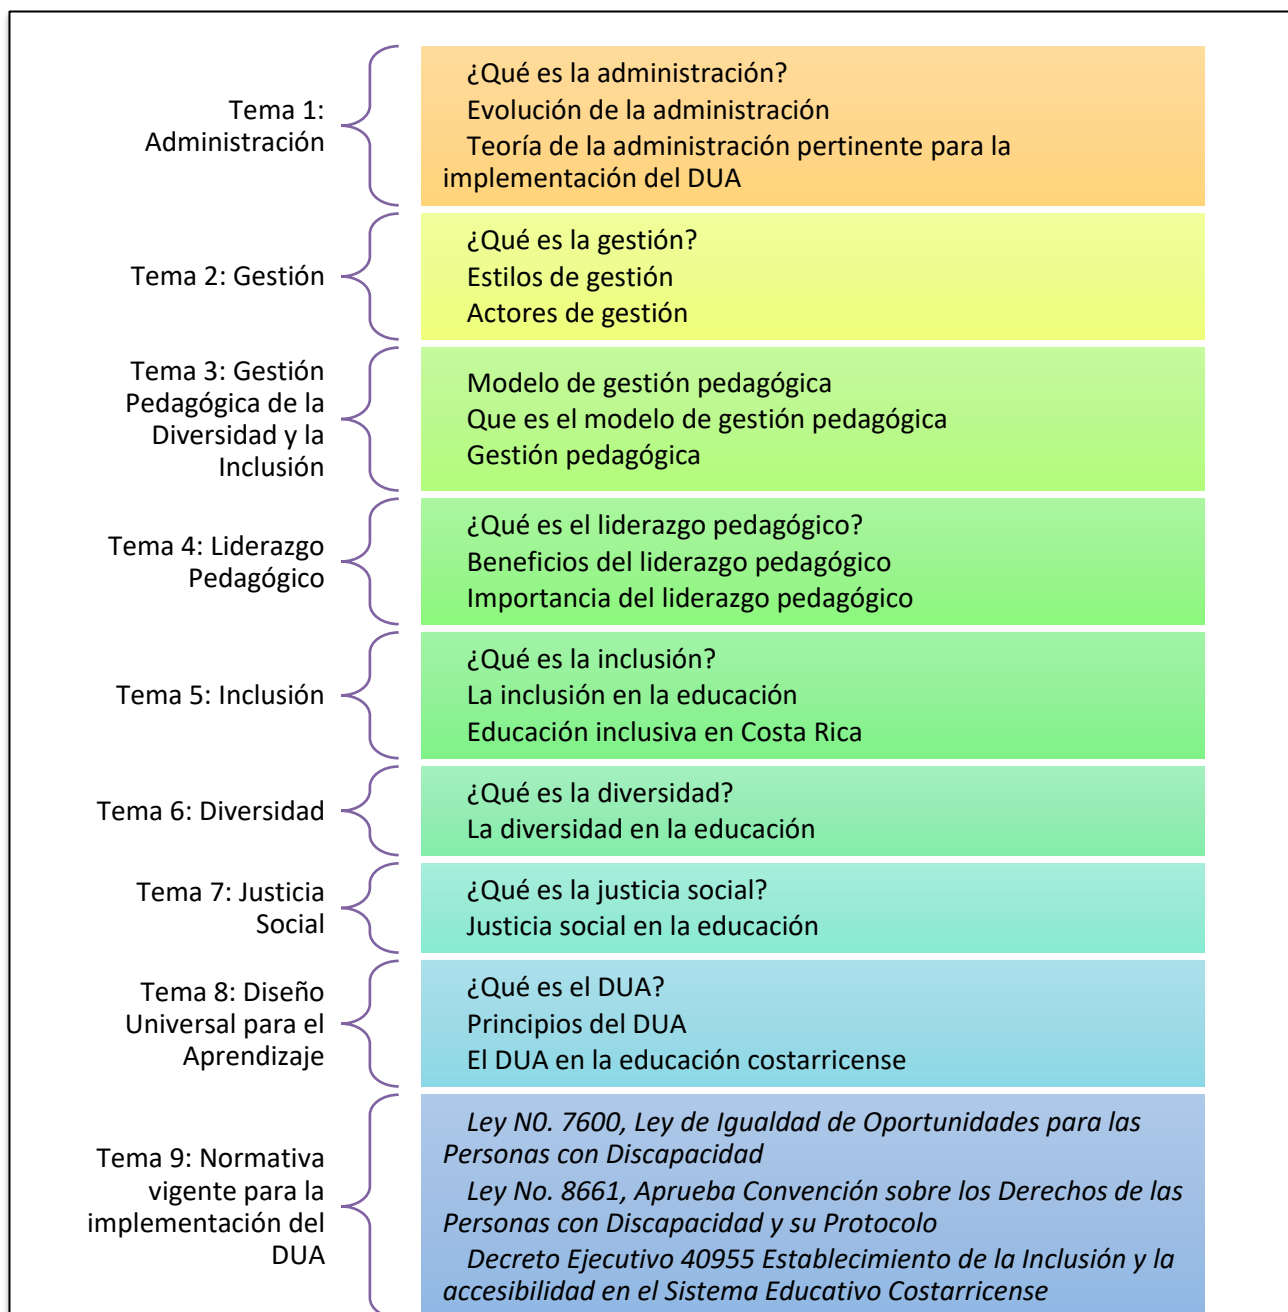 Tema 1:
Administración
¿Qué es la administración?
Evolución de la administración
Teoría de la administración pertinente para la
implementación del DUA
Tema 2: Gestión
¿Qué es la gestión?
Estilos de gestión
Actores de gestión
Tema 3: Gestión
Pedagógica de la
Diversidad y la
Inclusión
Modelo de gestión pedagógica
Que es el modelo de gestión pedagógica
Gestión pedagógica
Tema 4: Liderazgo
Pedagógico
¿Qué es el liderazgo pedagógico?
Beneficios del liderazgo pedagógico
Importancia del liderazgo pedagógico
Tema 5: Inclusión
¿Qué es la inclusión?
La inclusión en la educación
Educación inclusiva en Costa Rica
Tema 6: Diversidad
¿Qué es la diversidad?
La diversidad en la educación
Tema 7: Justicia
Social
¿Qué es la justicia social?
Justicia social en la educación
Tema 8: Diseño
Universal para el
Aprendizaje
¿Qué es el DUA?
Principios del DUA
El DUA en la educación costarricense
Tema 9: Normativa
vigente para la
implementación del
DUA
Ley N0. 7600, Ley de Igualdad de Oportunidades para las
Personas con Discapacidad
Ley No. 8661, Aprueba Convención sobre los Derechos de las
Personas con Discapacidad y su Protocolo
Decreto Ejecutivo 40955 Establecimiento de la Inclusión y la
accesibilidad en el Sistema Educativo Costarricense